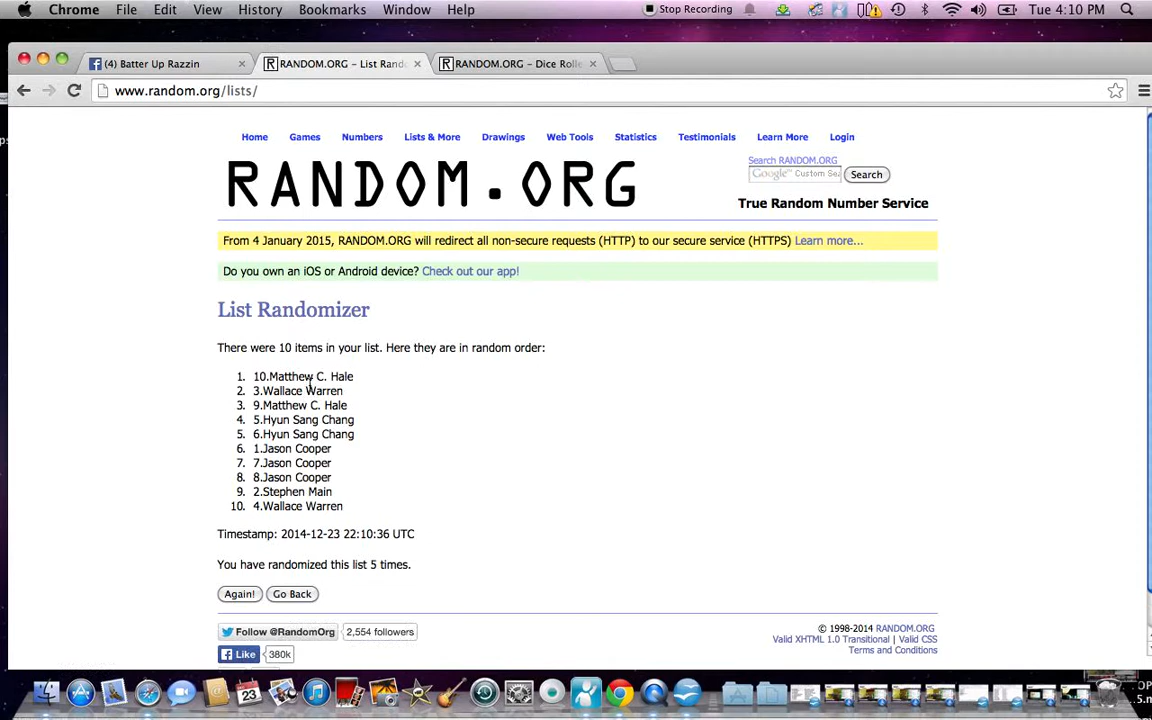 Chrome File Edit View History Bookmarks Window Help Stop Recording Tue 4:10 PM
(4) Batter Up Razzin RANDOM.ORG - List Rando RANDOM.ORG - Dice Rolle
www.random.org/lists/
Home Games Numbers Lists & More Drawings Web Tools Statistics Testimonials Learn More Login
RANDOM.ORG
Search RANDOM.ORG
Google™ Custom Sea Search
True Random Number Service
From 4 January 2015, RANDOM.ORG will redirect all non-secure requests (HTTP) to our secure service (HTTPS) Learn more...
Do you own an iOS or Android device? Check out our app!
List Randomizer
There were 10 items in your list. Here they are in random order:
1. 10.Matthew C. Hale
2. 3.Wallace Warren
3. 9.Matthew C. Hale
4. 5.Hyun Sang Chang
5. 6.Hyun Sang Chang
6. 1.Jason Cooper
7. 7.Jason Cooper
8. 8.Jason Cooper
9. 2.Stephen Main
10. 4.Wallace Warren
Timestamp: 2014-12-23 22:10:36 UTC
You have randomized this list 5 times.
Again! Go Back
Follow @RandomOrg 2,554 followers
Like 380k
© 1998-2014 RANDOM.ORG
Valid XHTML 1.0 Transitional | Valid CSS
Terms and Conditions
23